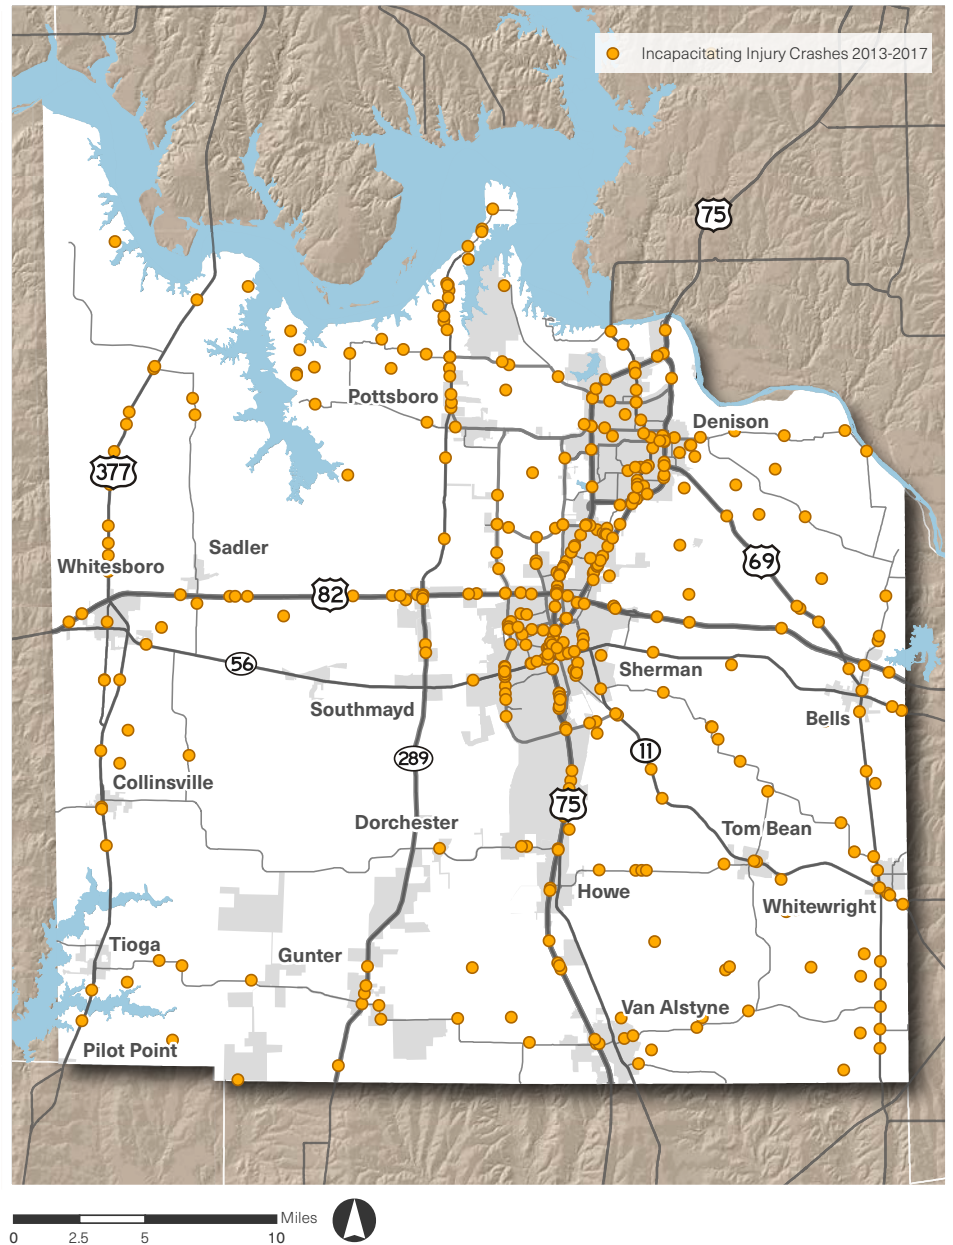 Incapacitating Injury Crashes 2013-2017
75
Pottsboro
Denison
377
Sadler
Whitesboro
69
82
56
Sherman
Southmayd
Bells
289
11
Collinsville
75
Dorchester
Tom Bean
Howe
Whitewright
Tioga
Gunter
Van Alstyne
Pilot Point
Miles
0 2.5 5 10